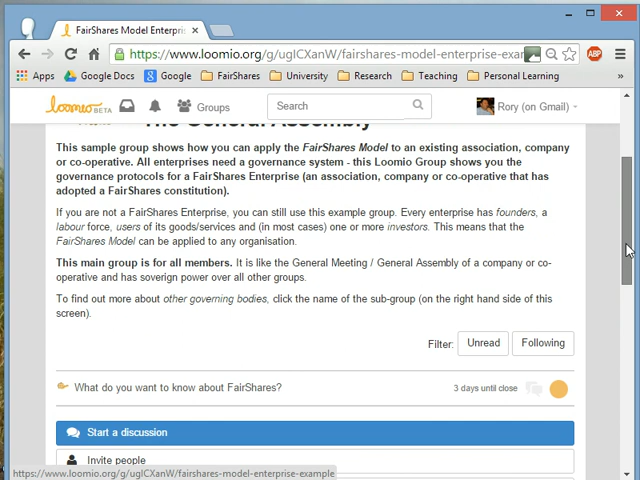 FairShares Model Enterpris
https://www.loomio.org/g/ugICXanW/fairshares-model-enterprise-exar
ABP
Apps Google Docs Google FairShares University Research Teaching Personal Learning
loomio BETA Groups Search Rory (on Gmail)
The General Assembly
This sample group shows how you can apply the FairShares Model to an existing association, company
or co-operative. All enterprises need a governance system - this Loomio Group shows you the
governance protocols for a FairShares Enterprise (an association, company or co-operative that has
adopted a FairShares constitution).
If you are not a FairShares Enterprise, you can still use this example group. Every enterprise has founders, a
labour force, users of its goods/services and (in most cases) one or more investors. This means that the
FairShares Model can be applied to any organisation.
This main group is for all members. It is like the General Meeting / General Assembly of a company or co-
operative and has soverign power over all other groups.
To find out more about other governing bodies, click the name of the sub-group (on the right hand side of this
screen).
Filter: Unread Following
What do you want to know about FairShares? 3 days until close
Start a discussion
Invite people
https://www.loomio.org/g/ugICXanW/fairshares-model-enterprise-example